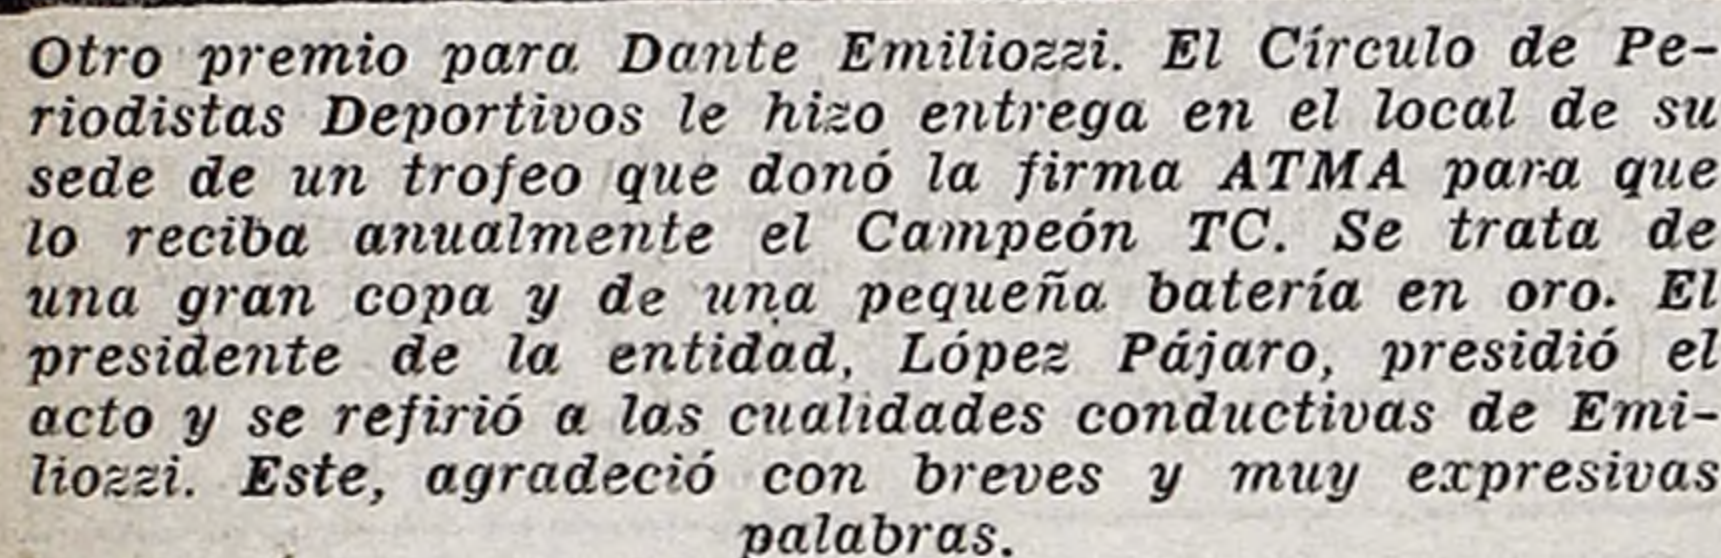 Otro premio para Dante Emiliozzi. El Círculo de Pe-
riodistas Deportivos le hizo entrega en el local de su
sede de un trofeo que donó la firma ATMA para que
lo reciba anualmente el Campeón TC. Se trata de
una gran copa y de una pequeña batería en oro. El
presidente de la entidad, López Pájaro, presidió el
acto y se refirió a las cualidades conductivas de Emi-
liozzi. Este, agradeció con breves y muy expresivas
palabras.